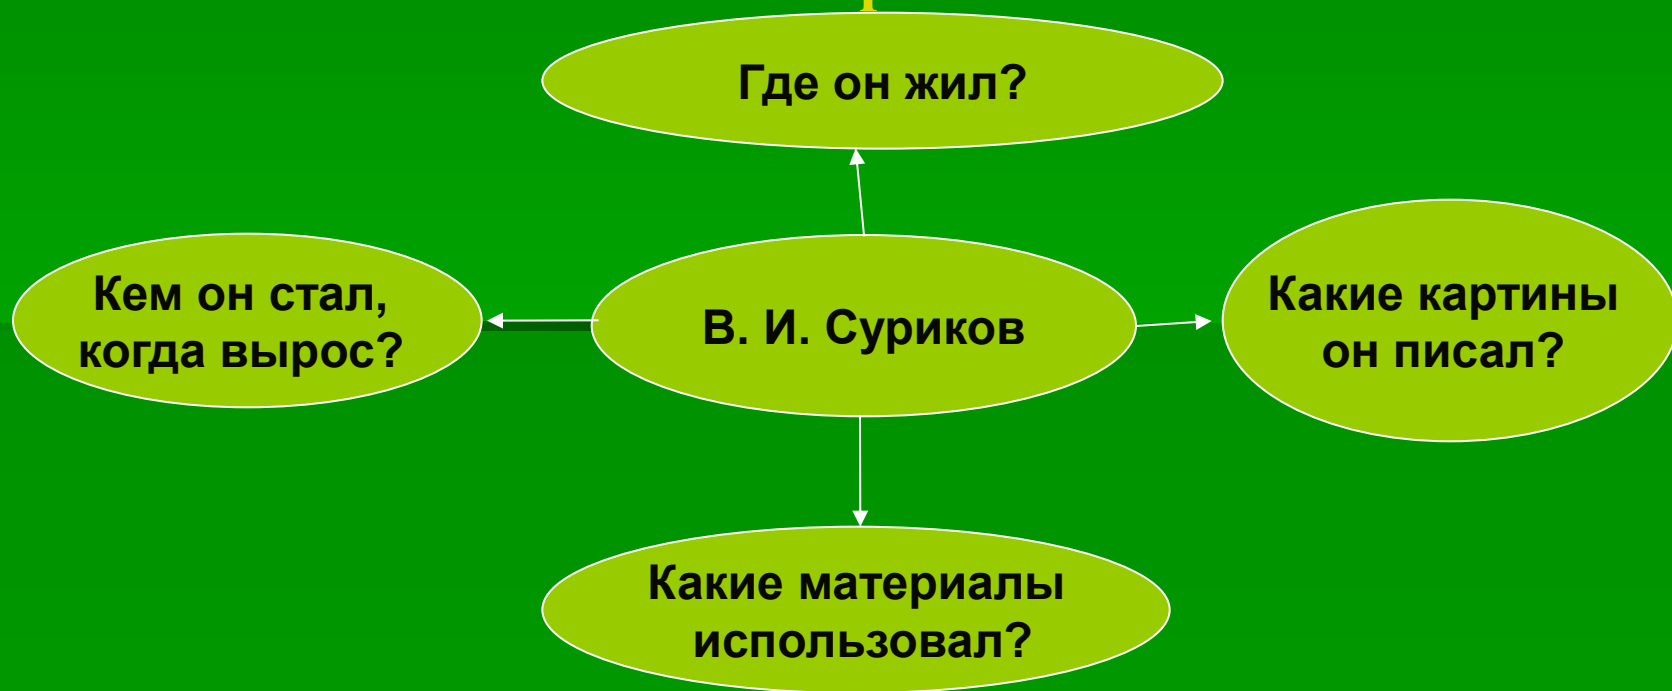 Где он жил?
Кем он стал,
когда вырос?
В. И. Суриков
Какие картины
он писал?
Какие материалы
использовал?